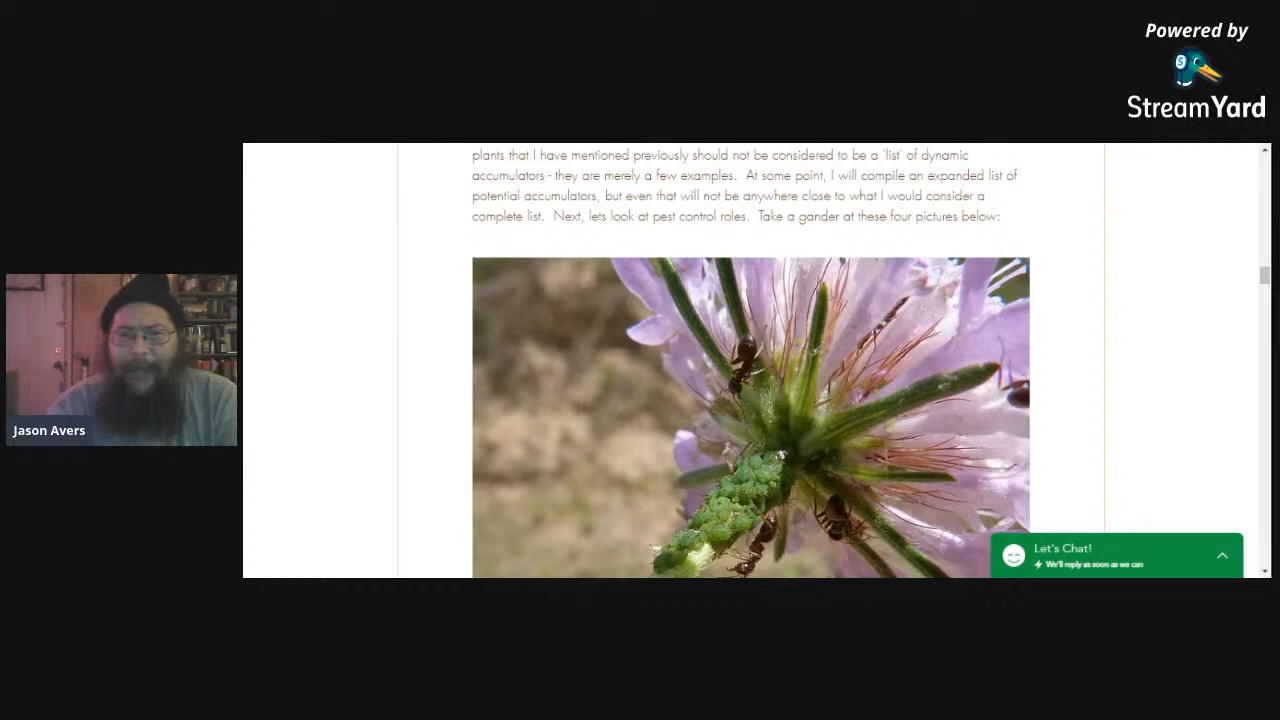 Powered by
StreamYard
plants that I have mentioned previously should not be considered to be a 'list' of dynamic
accumulators - they are merely a few examples.  At some point, I will compile an expanded list of
potential accumulators, but even that will not be anywhere close to what I would consider a
complete list.  Next, lets look at pest control roles.  Take a gander at these four pictures below:
Jason Avers
Let's Chat!
We'll reply as soon as we can